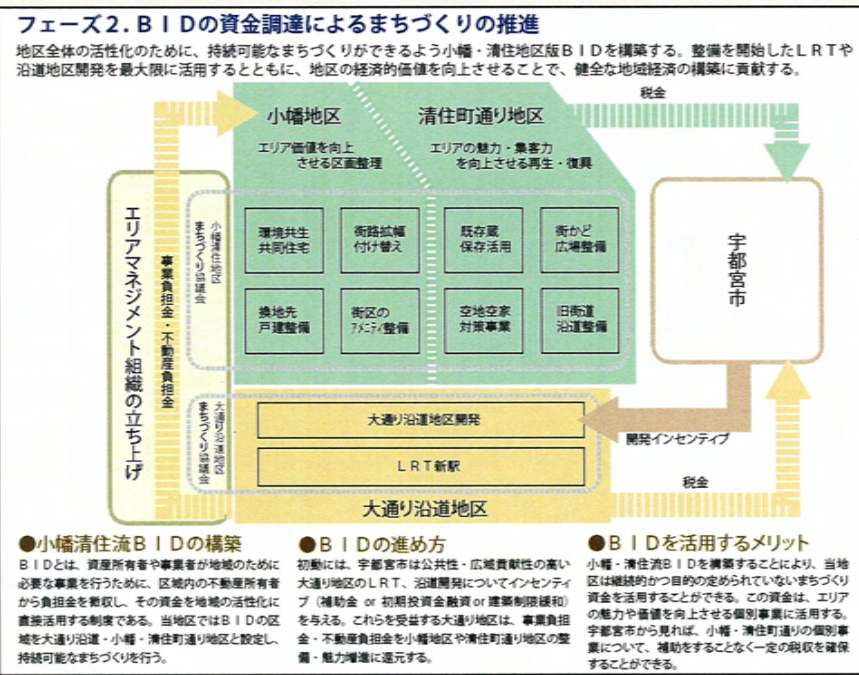 フェーズ２．ＢＩＤの資金調達によるまちづくりの推進
地区全体の活性化のために、持続可能なまちづくりができるよう小幡・清住地区版ＢＩＤを構築する。整備を開始したＬＲＴや
沿道地区開発を最大限に活用するとともに、地区の経済的価値を向上させることで、健全な地域経済の構築に貢献する。
税金
小幡地区
清住町通り地区
エリア価値を向上
させる区画整理
エリアの魅力・集客力
を向上させる再生・復興
エリアマネジメント組織の立ち上げ
事業負担金・不動産負担金
小幡清住地区
まちづくり協議会
環境共生
共同住宅
街路拡幅
付け替え
既存蔵
保存活用
街かど
広場整備
換地先
戸建整備
街区の
アメニティ整備
空地空家
対策事業
旧街道
沿道整備
宇都宮市
大通り沿道地区
まちづくり協議会
大通り沿道地区開発
ＬＲＴ新駅
大通り沿道地区
開発インセンティブ
税金
●小幡清住流ＢＩＤの構築
ＢＩＤとは、資産所有者や事業者が地域のために
必要な事業を行うために、区域内の不動産所有者
から負担金を徴収し、その資金を地域の活性化に
直接活用する制度である。当地区ではＢＩＤの区
域を大通り沿道・小幡・清住町通り地区と設定し、
持続可能なまちづくりを行う。
●ＢＩＤの進め方
初動には、宇都宮市は公共性・広域貢献性の高い
大通り地区のＬＲＴ、沿道開発についてインセンティ
ブ（補助金 or 初期投資金融資 or 建築制限緩和）
を与える。これらを受益する大通り地区は、事業負担
金・不動産負担金を小幡地区や清住町通り地区の整
備・魅力増進に還元する。
●ＢＩＤを活用するメリット
小幡・清住流ＢＩＤを構築することにより、当地
区は継続的かつ目的の定められていないまちづくり
資金を活用することができる。この資金は、エリア
の魅力や価値を向上させる個別事業に活用する。
宇都宮市から見れば、小幡・清住町通りの個別事
業について、補助をすることなく一定の税収を確保
することができる。